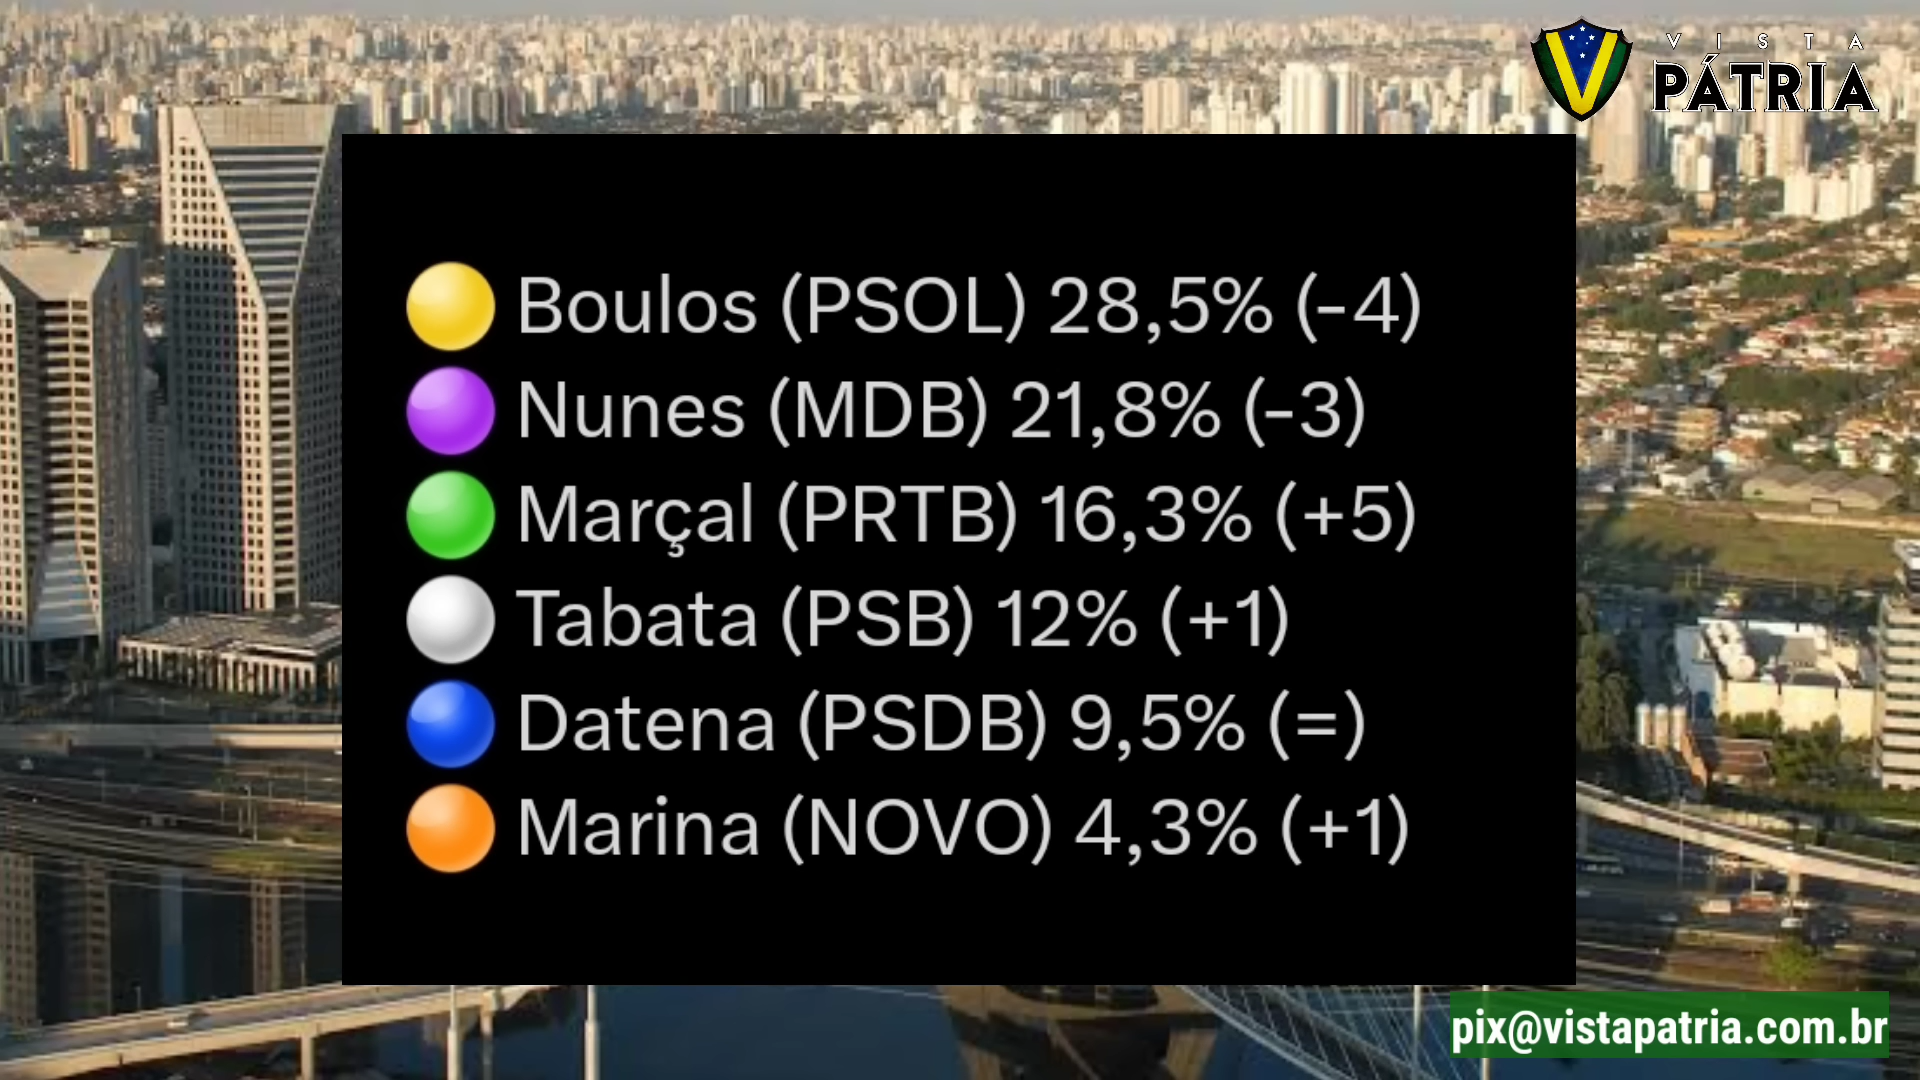 VISTA
PÁTRIA
Boulos (PSOL) 28,5% (-4)
Nunes (MDB) 21,8% (-3)
Marçal (PRTB) 16,3% (+5)
Tabata (PSB) 12% (+1)
Datena (PSDB) 9,5% (=)
Marina (NOVO) 4,3% (+1)
pix@vistapatria.com.br